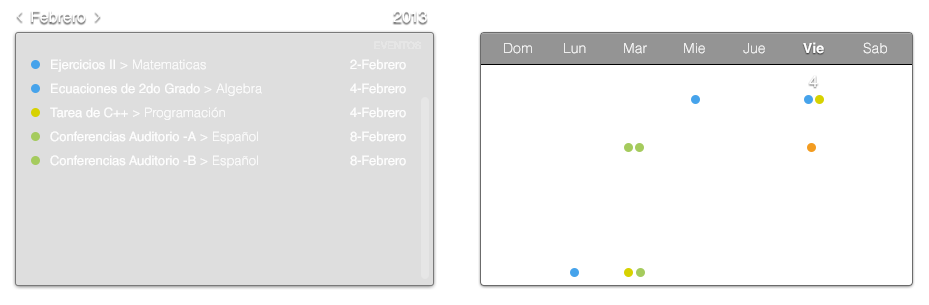 < Febrero > 2013
EVENTOS
Ejercicios II > Matematicas 2-Febrero
Ecuaciones de 2do Grado > Algebra 4-Febrero
Tarea de C++ > Programación 4-Febrero
Conferencias Auditorio -A > Español 8-Febrero
Conferencias Auditorio -B > Español 8-Febrero
Dom Lun Mar Mie Jue Vie Sab
4